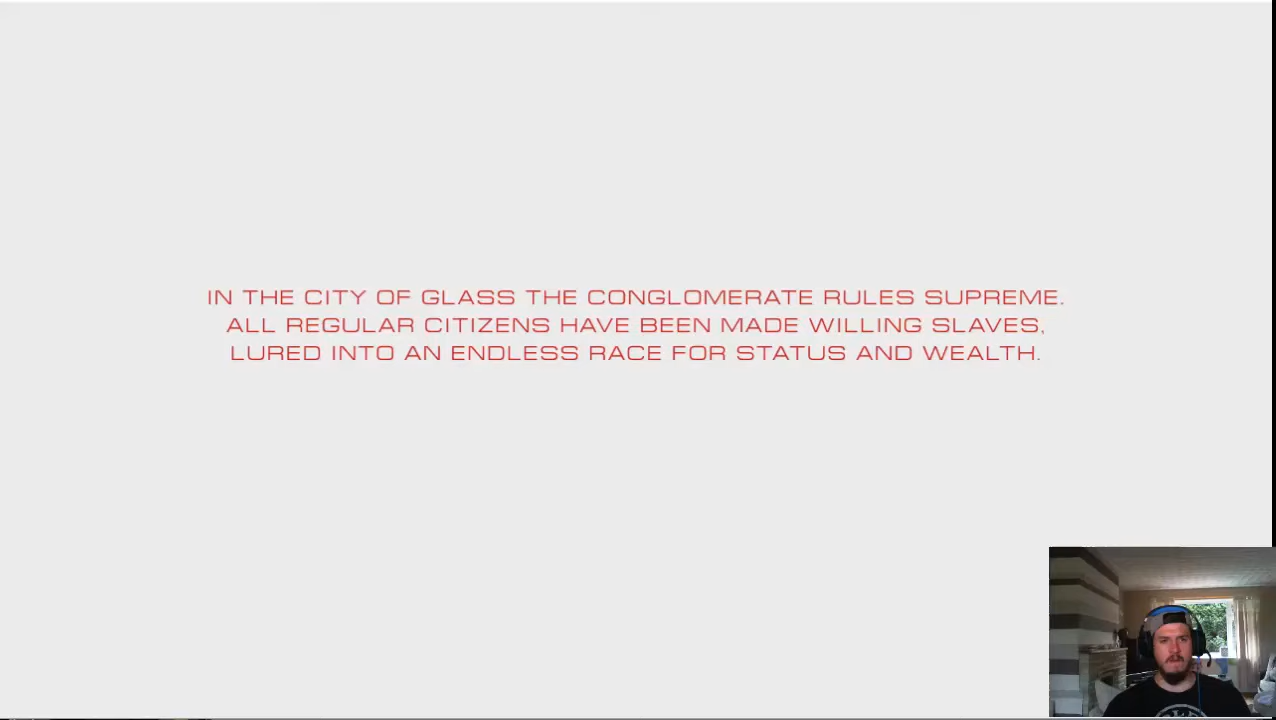 IN THE CITY OF GLASS THE CONGLOMERATE RULES SUPREME.
ALL REGULAR CITIZENS HAVE BEEN MADE WILLING SLAVES,
LURED INTO AN ENDLESS RACE FOR STATUS AND WEALTH.